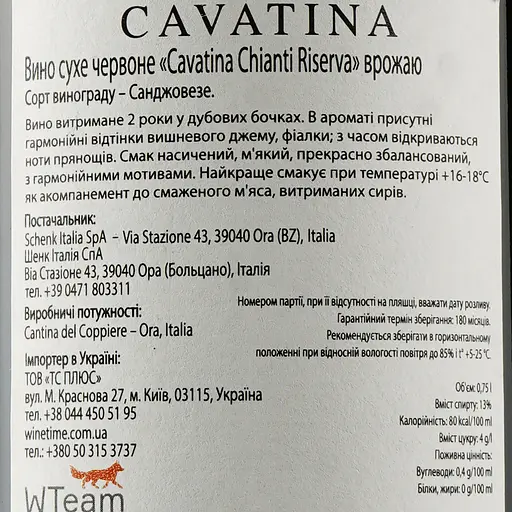 CAVATINA
Вино сухе червоне «Cavatina Chianti Riserva» врожаю
Сорт винограду – Санджовезе.
Вино витримане 2 роки у дубових бочках. В ароматі присутні
гармонійні відтінки вишневого джему, фіалки; з часом відкриваються
ноти прянощів. Смак насичений, м'який, прекрасно збалансований,
з гармонійними мотивами. Найкраще смакує при температурі +16-18°С
як акомпанемент до смаженого м'яса, витриманих сирів.
Постачальник:
Schenk Italia SpA – Via Stazione 43, 39040 Ora (BZ), Italia
Шенк Італія СпА
Віа Стазіоне 43, 39040 Ора (Больцано), Італія
тел. +39 0471 803311
Виробничі потужності:
Cantina del Coppiere – Ora, Italia
Імпортер в Україні:
ТОВ «ТС ПЛЮС»
вул. М. Краснова 27, м. Київ, 03115, Україна
тел. +38 044 450 51 95
winetime.com.ua
тел.: +380 50 315 3737
WTeam
Номером партії, при її відсутності на пляшці, вважати дату розливу.
Гарантійний термін зберігання: 180 місяців.
Рекомендується зберігати в горизонтальному
положенні при відносній вологості повітря до 85% і t° +5-25 °С.
Об'єм: 0,75 l
Вміст спирту: 13%
Калорійність: 80 kcal/100 ml
Вміст цукру: 4 g/l
Поживна цінність:
Вуглеводи: 0,4 g/100 ml
Білки, жири: 0 g/100 ml